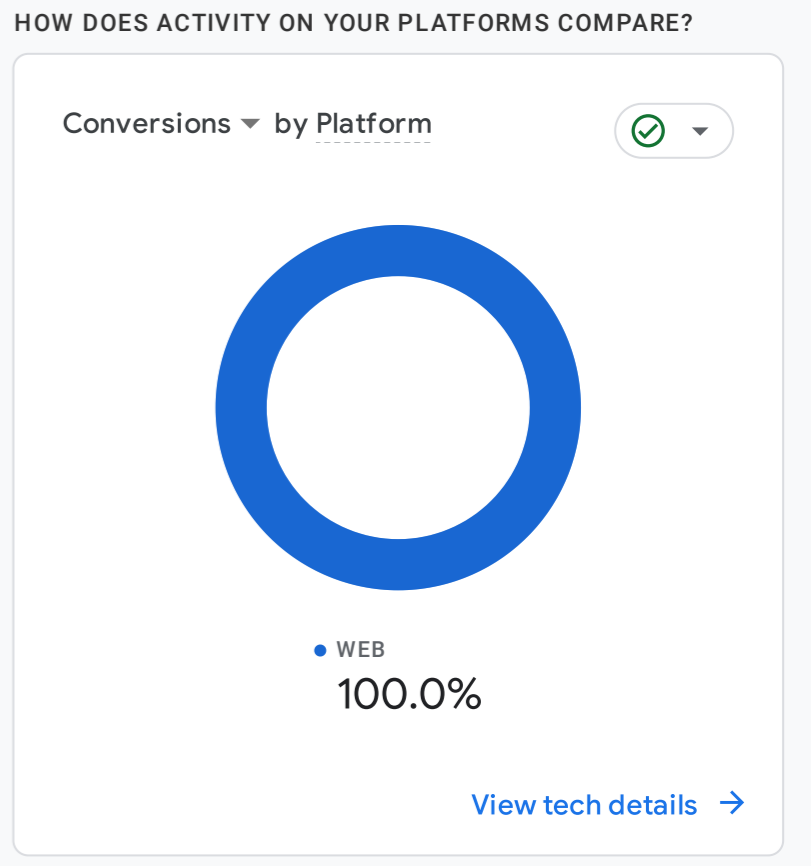 HOW DOES ACTIVITY ON YOUR PLATFORMS COMPARE?
Conversions by Platform
WEB
100.0%
View tech details